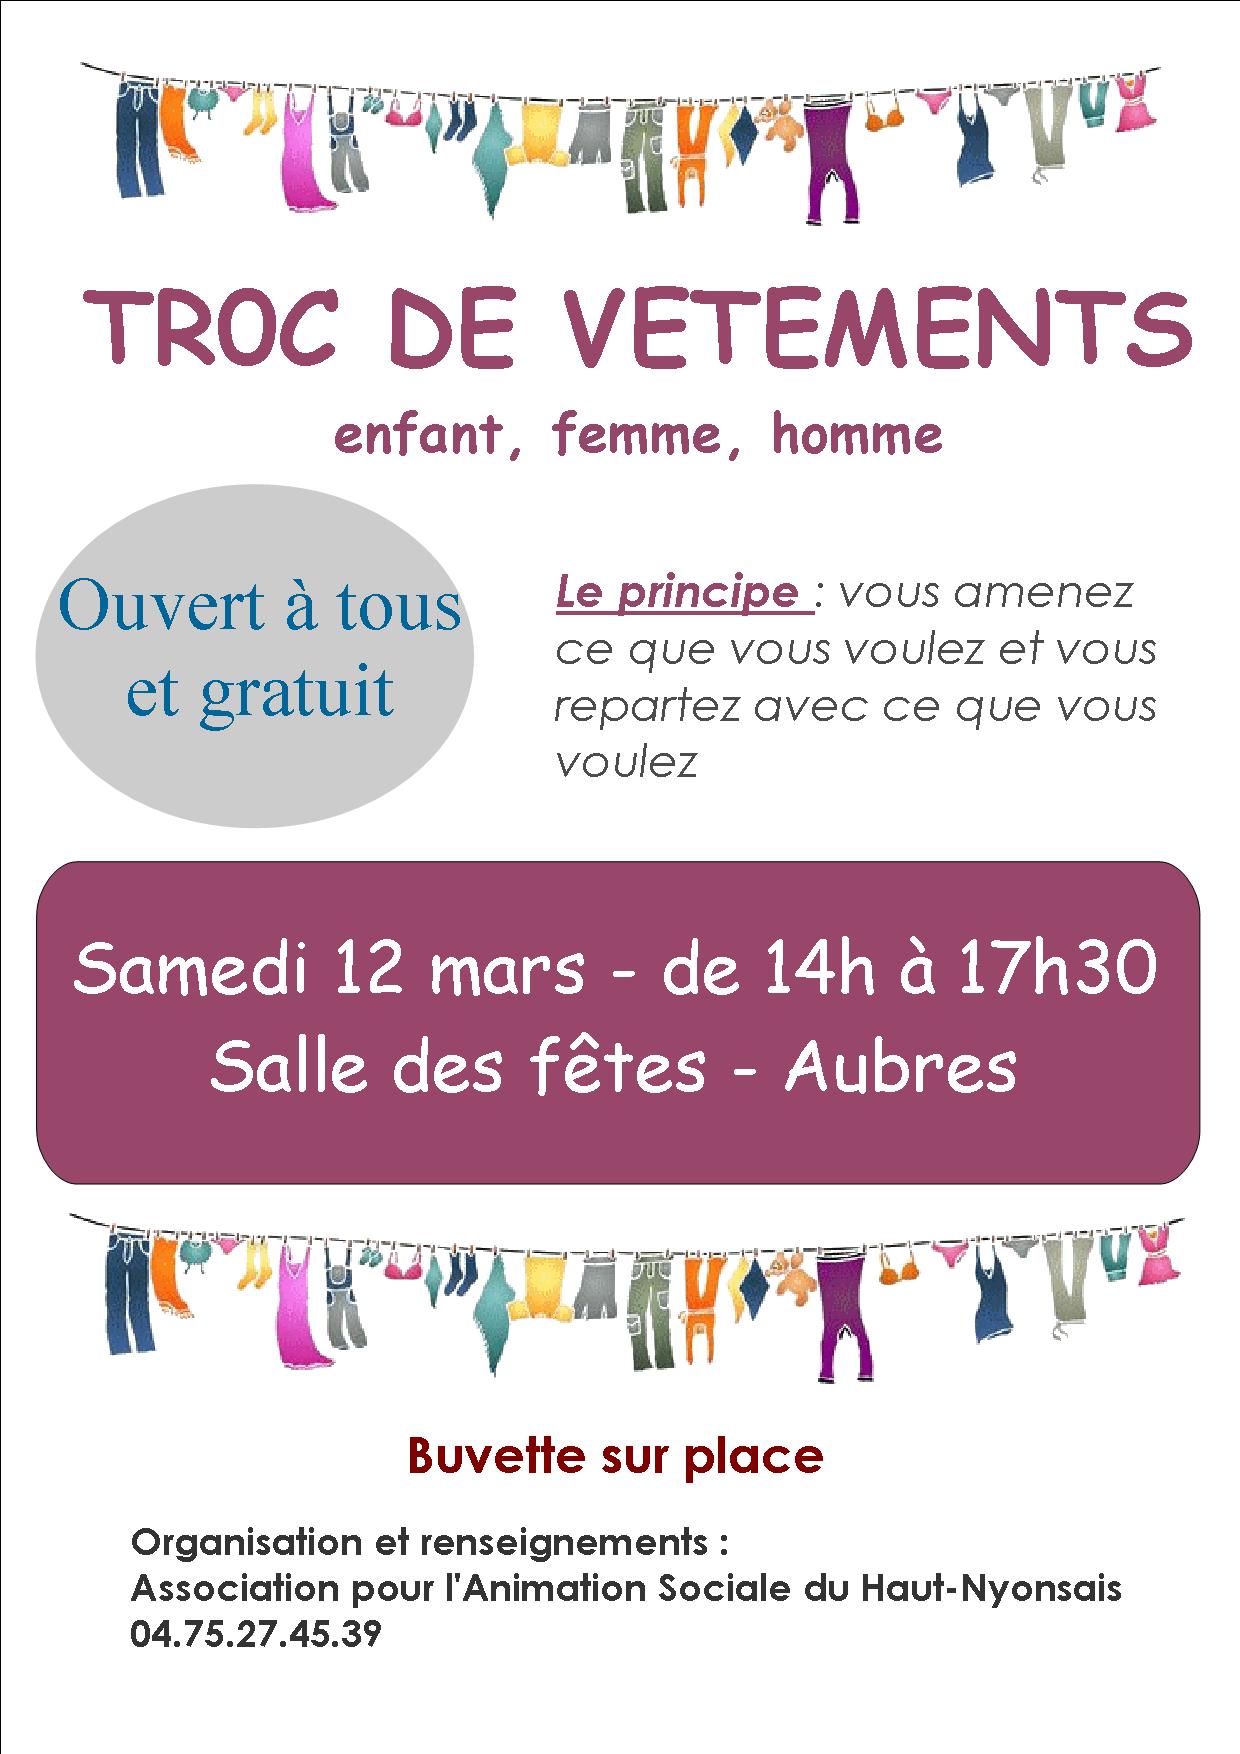 TROC DE VETEMENTS
enfant, femme, homme
Ouvert à tous
et gratuit
Le principe : vous amenez
ce que vous voulez et vous
repartez avec ce que vous
voulez
Samedi 12 mars - de 14h à 17h30
Salle des fêtes - Aubres
Buvette sur place
Organisation et renseignements :
Association pour l'Animation Sociale du Haut-Nyonsais
04.75.27.45.39